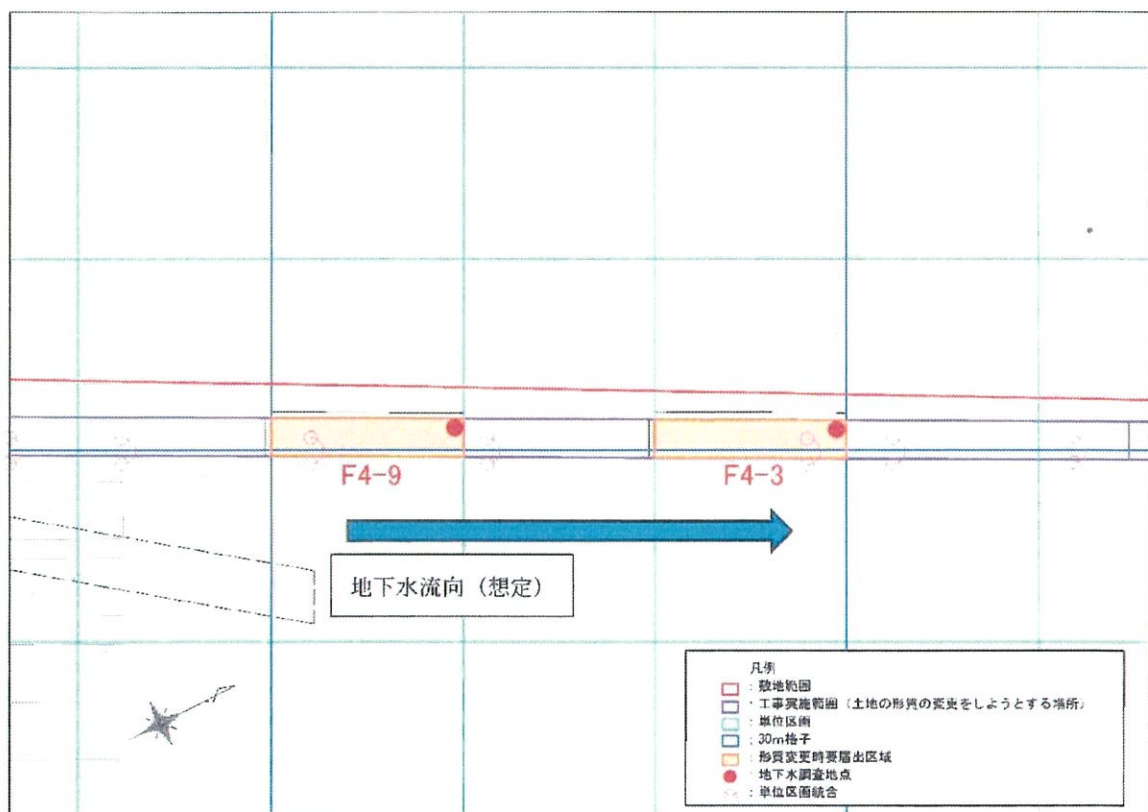 F4-9
F4-3
地下水流向（想定）
凡例
：敷地範囲
：工事実施範囲（土地の形質の変更をしようとする場所）
：単位区画
：30m格子
：形質変更時要届出区域
：地下水調査地点
：単位区画統合